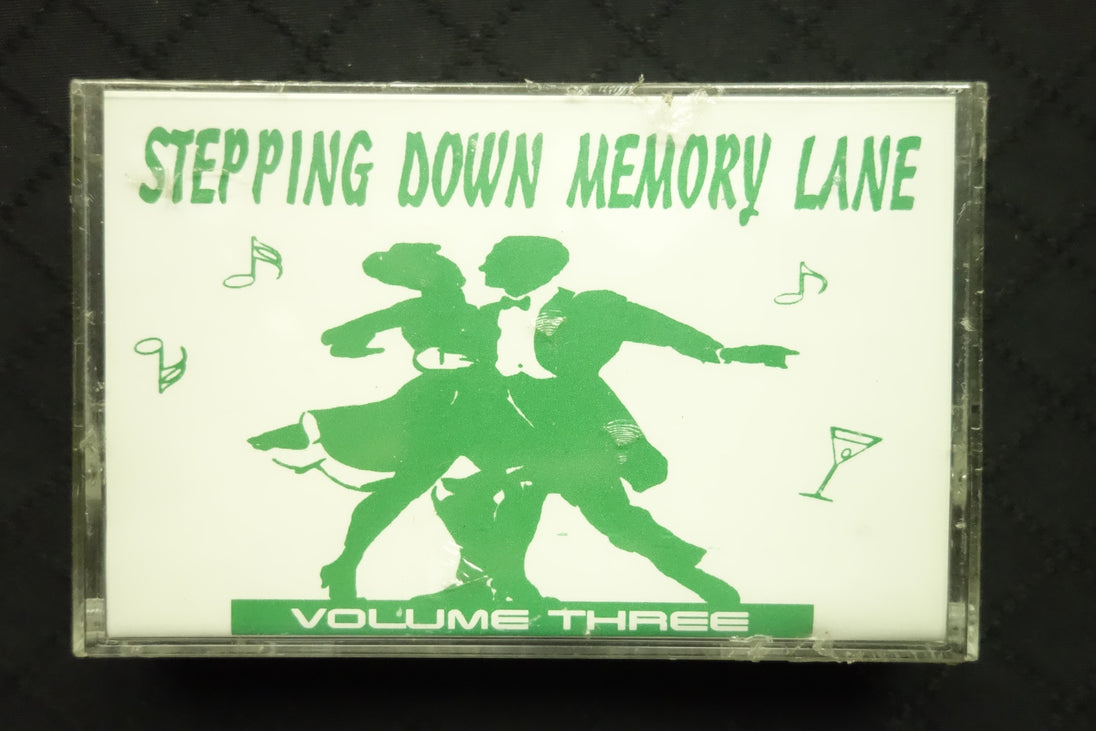 STEPPING DOWN MEMORY LANE
VOLUME THREE